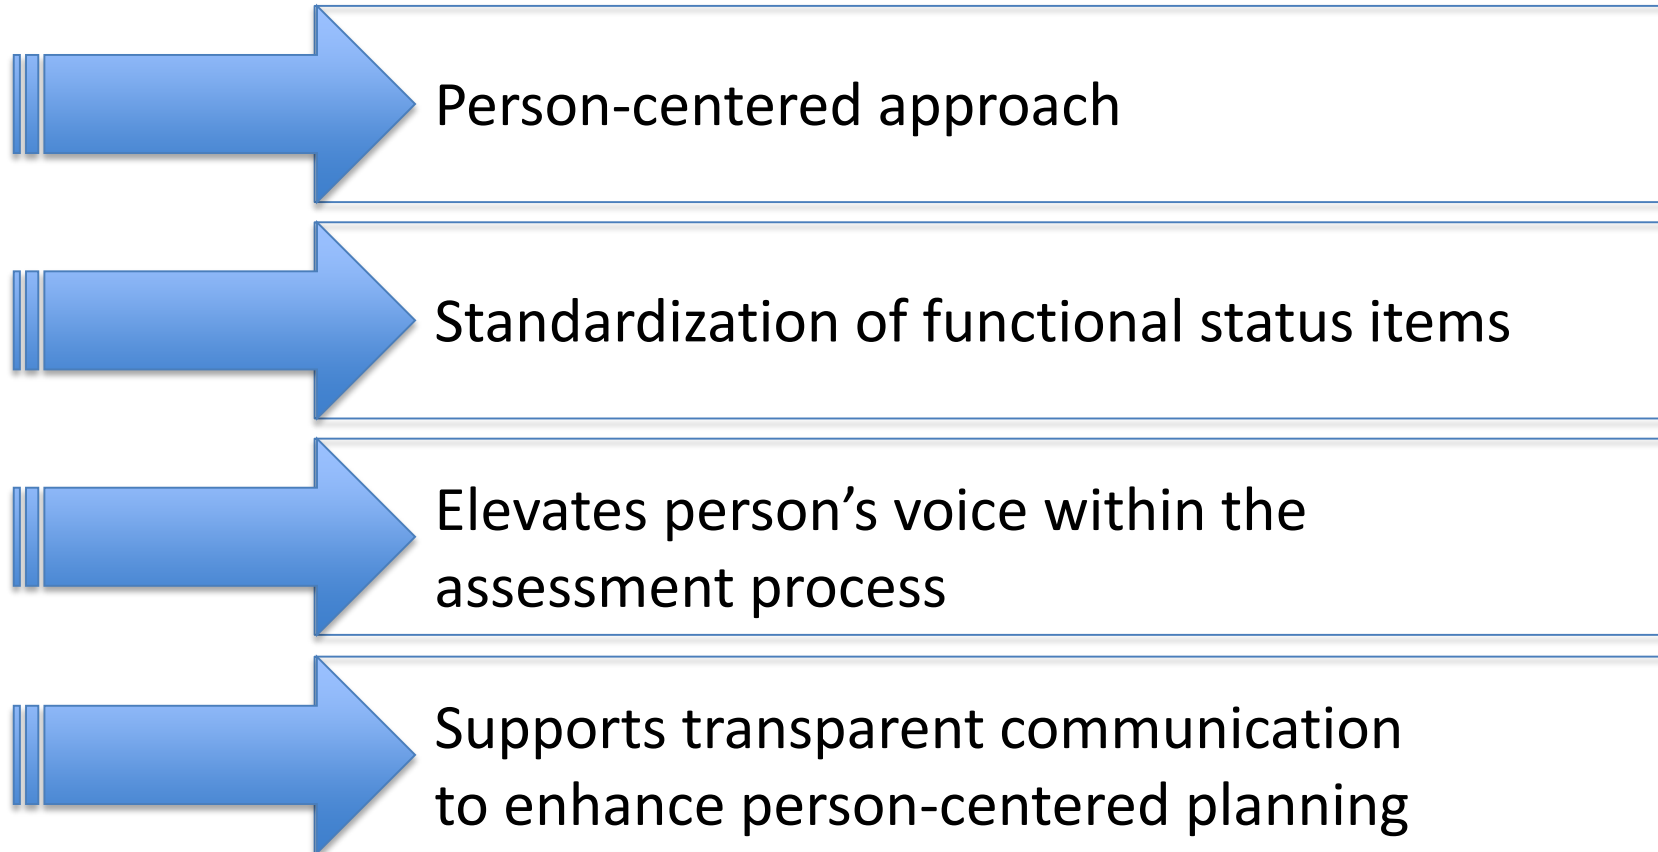 Person-centered approach
Standardization of functional status items
Elevates person’s voice within the
assessment process
Supports transparent communication
to enhance person-centered planning